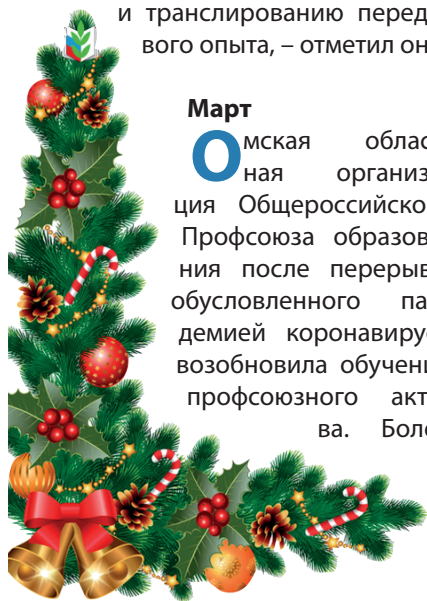 и транслированию перед
вого опыта, – отметил он
Март
Омская облас
ная организ
ция Общероссийско
Профсоюза образов
ния после перерыв
обусловленного па
демией коронавиру
возобновила обучени
профсоюзного акт
ва. Боле